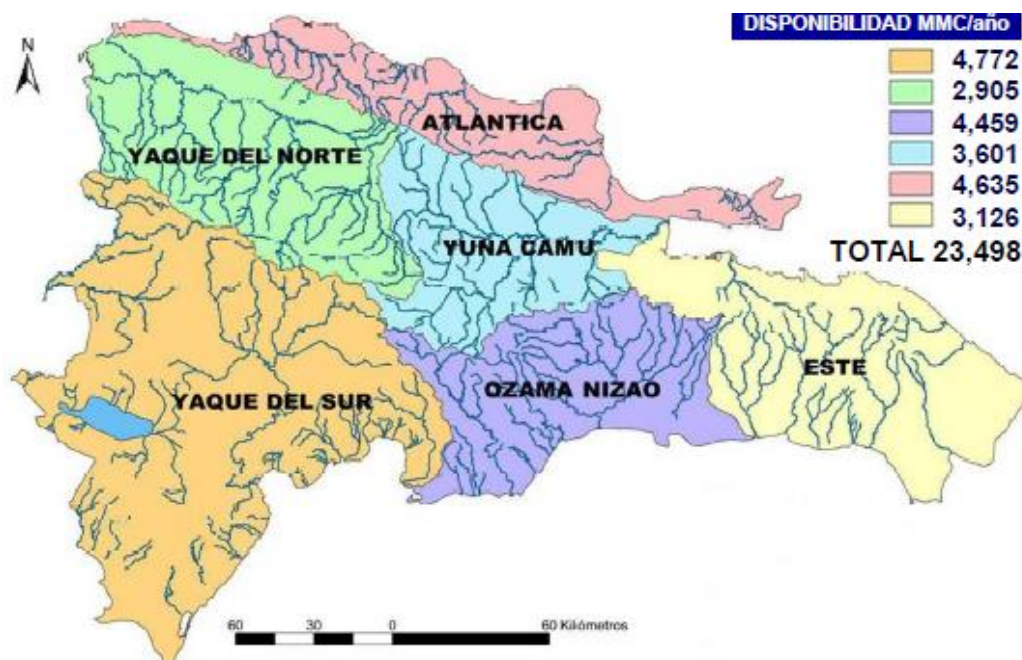 DISPONIBILIDAD MMC/año
N
4,772
2,905
4,459
3,601
4,635
3,126
TOTAL 23,498
ATLANTICA
YAQUE DEL NORTE
YUNA CAMU
ESTE
OZAMA NIZAO
YAQUE DEL SUR
60 30 0 60 Kilómetros